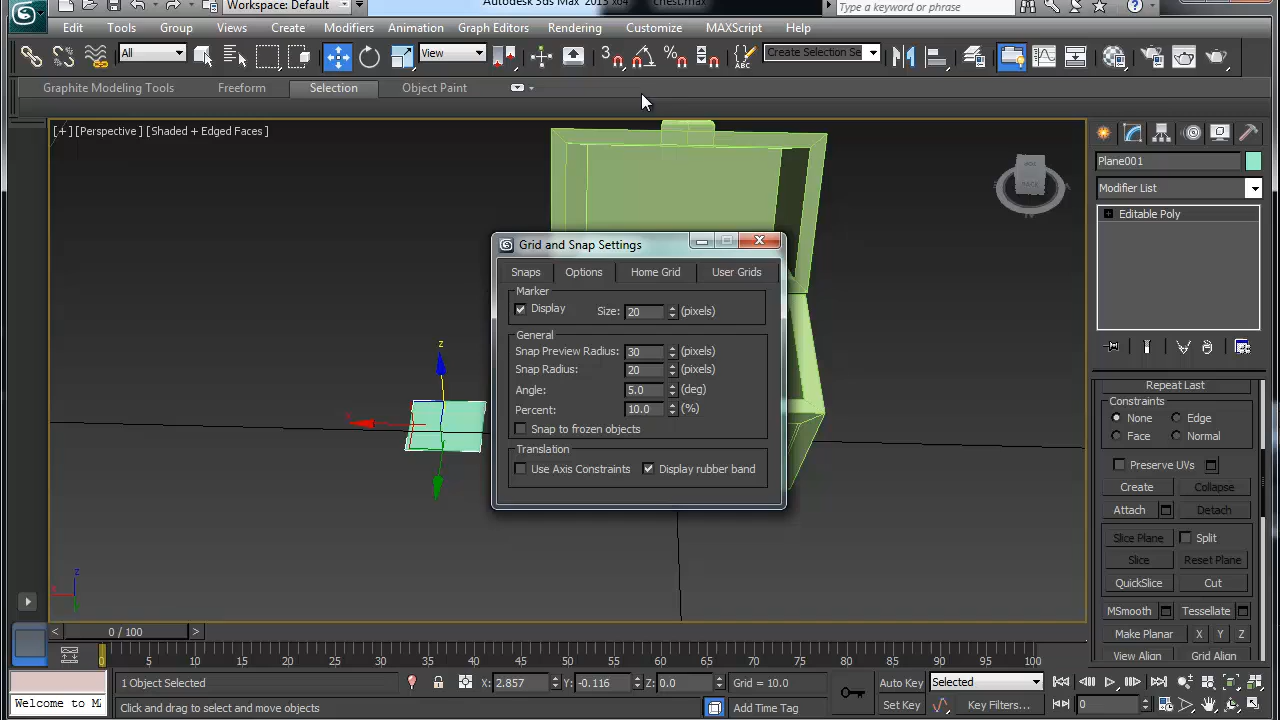 Workspace: Default
Autodesk 3ds Max 2013 x64 chest.max
Type a keyword or phrase
Edit Tools Group Views Create Modifiers Animation Graph Editors Rendering Customize MAXScript Help
All
View
3
%
ABC
Create Selection Se
Graphite Modeling Tools Freeform Selection Object Paint
[+] [Perspective] [Shaded + Edged Faces]
Plane001
Modifier List
Editable Poly
Grid and Snap Settings
Snaps Options Home Grid User Grids
Marker
Display Size: 20 (pixels)
General
Snap Preview Radius: 30 (pixels)
Snap Radius: 20 (pixels)
Angle: 5.0 (deg)
Percent: 10.0 (%)
Snap to frozen objects
Translation
Use Axis Constraints Display rubber band
z
x
Repeat Last
Constraints
None Edge
Face Normal
Preserve UVs
Create Collapse
Attach Detach
Slice Plane Split
Slice Reset Plane
QuickSlice Cut
MSmooth Tessellate
Make Planar X Y Z
View Align Grid Align
z
< 0 / 100 >
0 5 10 15 20 25 30 35 40 45 50 55 60 65 70 75 80 85 90 95 100
1 Object Selected X: 2.857 Y: -0.116 Z: 0.0 Grid = 10.0 Auto Key Selected
Welcome to M Click and drag to select and move objects Add Time Tag Set Key Key Filters... 0